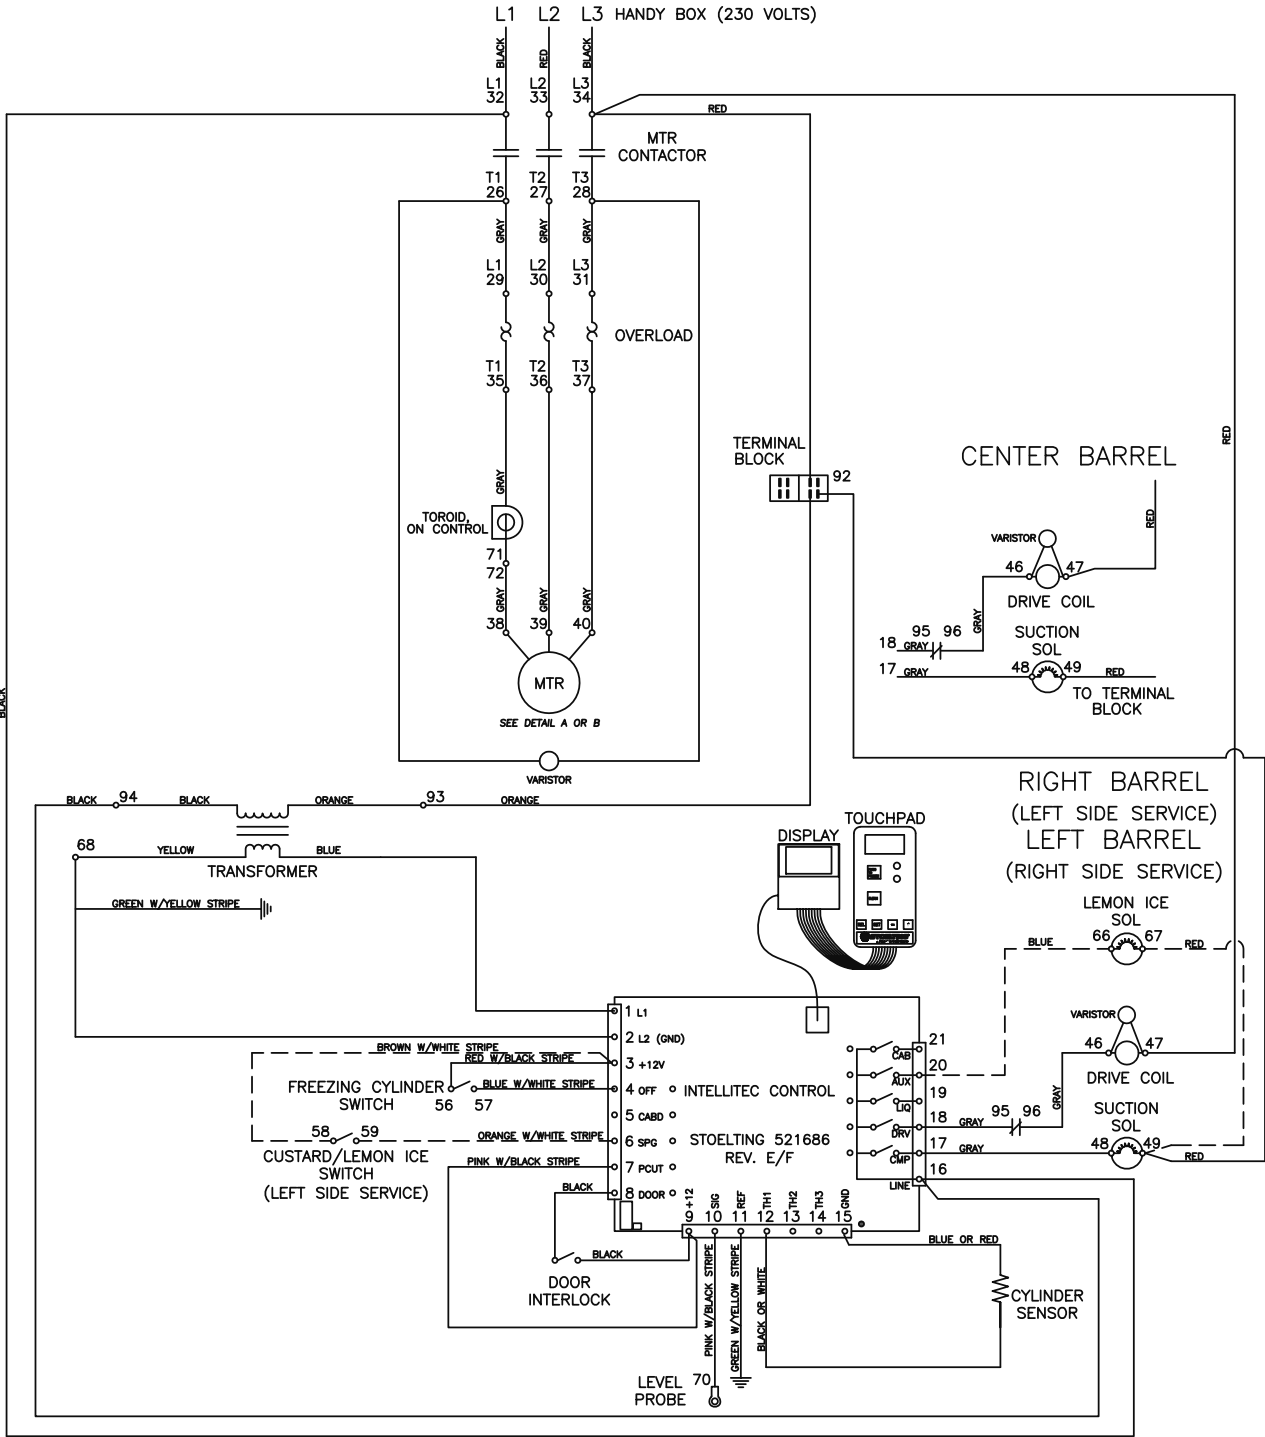 L1 L2 L3 HANDY BOX (230 VOLTS)
BLACK RED BLACK
L1 L2 L3
32 33 34
RED
MTR
CONTACTOR
T1 T2 T3
26 27 28
GRAY GRAY GRAY
L1 L2 L3
29 30 31
OVERLOAD
T1 T2 T3
35 36 37
GRAY
TOROID,
ON CONTROL
71
72
GRAY GRAY GRAY
38 39 40
MTR
SEE DETAIL A OR B
VARISTOR
BLACK
TERMINAL
BLOCK
92
RED
CENTER BARREL
RED
VARISTOR
46 47
DRIVE COIL
GRAY
95 96
18 GRAY
SUCTION
SOL
17 GRAY
48 49
RED
TO TERMINAL
BLOCK
BLACK 94 BLACK ORANGE 93 ORANGE
68
YELLOW BLUE
TRANSFORMER
GREEN W/YELLOW STRIPE
RIGHT BARREL
(LEFT SIDE SERVICE)
LEFT BARREL
(RIGHT SIDE SERVICE)
DISPLAY
TOUCHPAD
LEMON ICE
SOL
66 67
BLUE RED
VARISTOR
46 47
DRIVE COIL
GRAY
SUCTION
SOL
95 96
GRAY
48 49
GRAY
RED
1 L1
2 L2 (GND)
BROWN W/WHITE STRIPE
RED W/BLACK STRIPE
3 +12V
FREEZING CYLINDER
SWITCH
56 57
BLUE W/WHITE STRIPE
4 OFF
5 CABD
58 59
ORANGE W/WHITE STRIPE
6 SPG
CUSTARD/LEMON ICE
SWITCH
(LEFT SIDE SERVICE)
PINK W/BLACK STRIPE
7 PCUT
BLACK
8 DOOR
INTELLITEC CONTROL
STOELTING 521686
REV. E/F
21
CAB
20
AUX
19
LIQ
18
DRV
17
CMP
16
LINE
+12 SIG REF TH1 TH2 TH3 GND
9 10 11 12 13 14 15
BLACK
DOOR
INTERLOCK
PINK W/BLACK STRIPE
GREEN W/YELLOW STRIPE
BLACK OR WHITE
BLUE OR RED
CYLINDER
SENSOR
LEVEL
PROBE
70